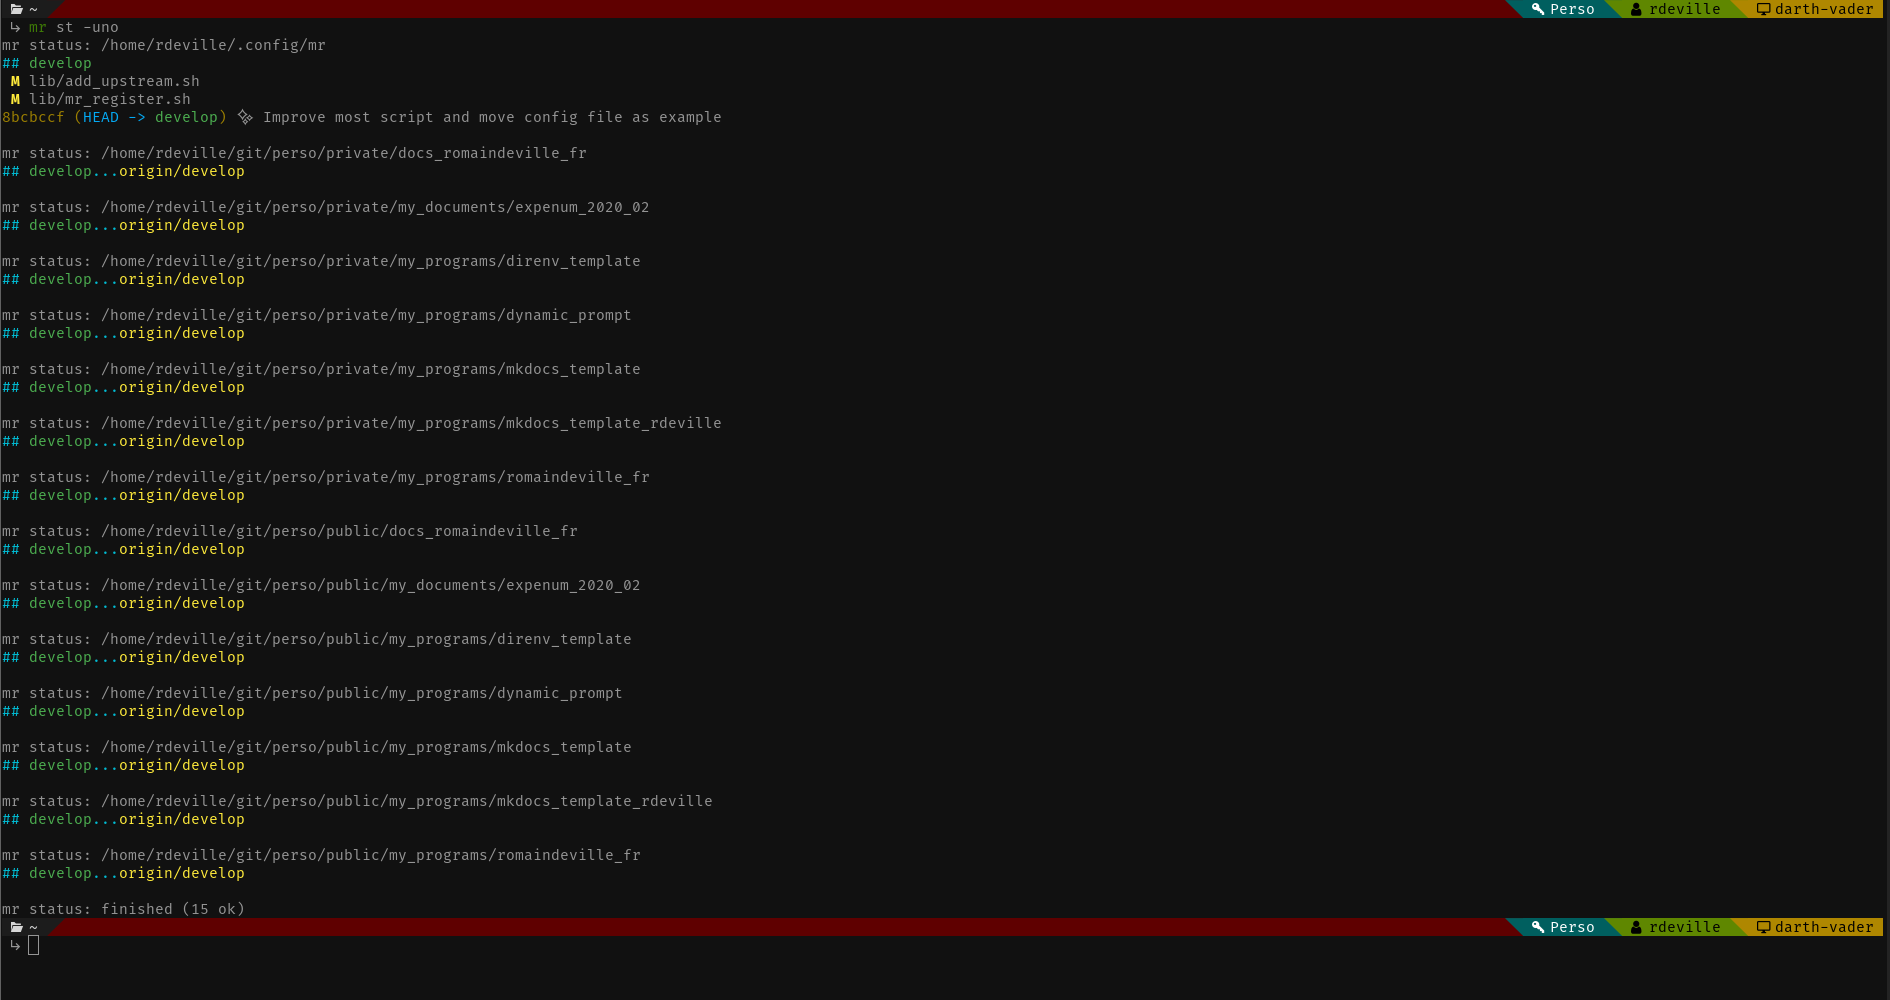 ~ Perso rdeville darth-vader
↳ mr st -uno
mr status: /home/rdeville/.config/mr
## develop
 M lib/add_upstream.sh
 M lib/mr_register.sh
8bcbccf (HEAD -> develop) ✨ Improve most script and move config file as example

mr status: /home/rdeville/git/perso/private/docs_romaindeville_fr
## develop...origin/develop

mr status: /home/rdeville/git/perso/private/my_documents/expenum_2020_02
## develop...origin/develop

mr status: /home/rdeville/git/perso/private/my_programs/direnv_template
## develop...origin/develop

mr status: /home/rdeville/git/perso/private/my_programs/dynamic_prompt
## develop...origin/develop

mr status: /home/rdeville/git/perso/private/my_programs/mkdocs_template
## develop...origin/develop

mr status: /home/rdeville/git/perso/private/my_programs/mkdocs_template_rdeville
## develop...origin/develop

mr status: /home/rdeville/git/perso/private/my_programs/romaindeville_fr
## develop...origin/develop

mr status: /home/rdeville/git/perso/public/docs_romaindeville_fr
## develop...origin/develop

mr status: /home/rdeville/git/perso/public/my_documents/expenum_2020_02
## develop...origin/develop

mr status: /home/rdeville/git/perso/public/my_programs/direnv_template
## develop...origin/develop

mr status: /home/rdeville/git/perso/public/my_programs/dynamic_prompt
## develop...origin/develop

mr status: /home/rdeville/git/perso/public/my_programs/mkdocs_template
## develop...origin/develop

mr status: /home/rdeville/git/perso/public/my_programs/mkdocs_template_rdeville
## develop...origin/develop

mr status: /home/rdeville/git/perso/public/my_programs/romaindeville_fr
## develop...origin/develop

mr status: finished (15 ok)
~ Perso rdeville darth-vader
↳